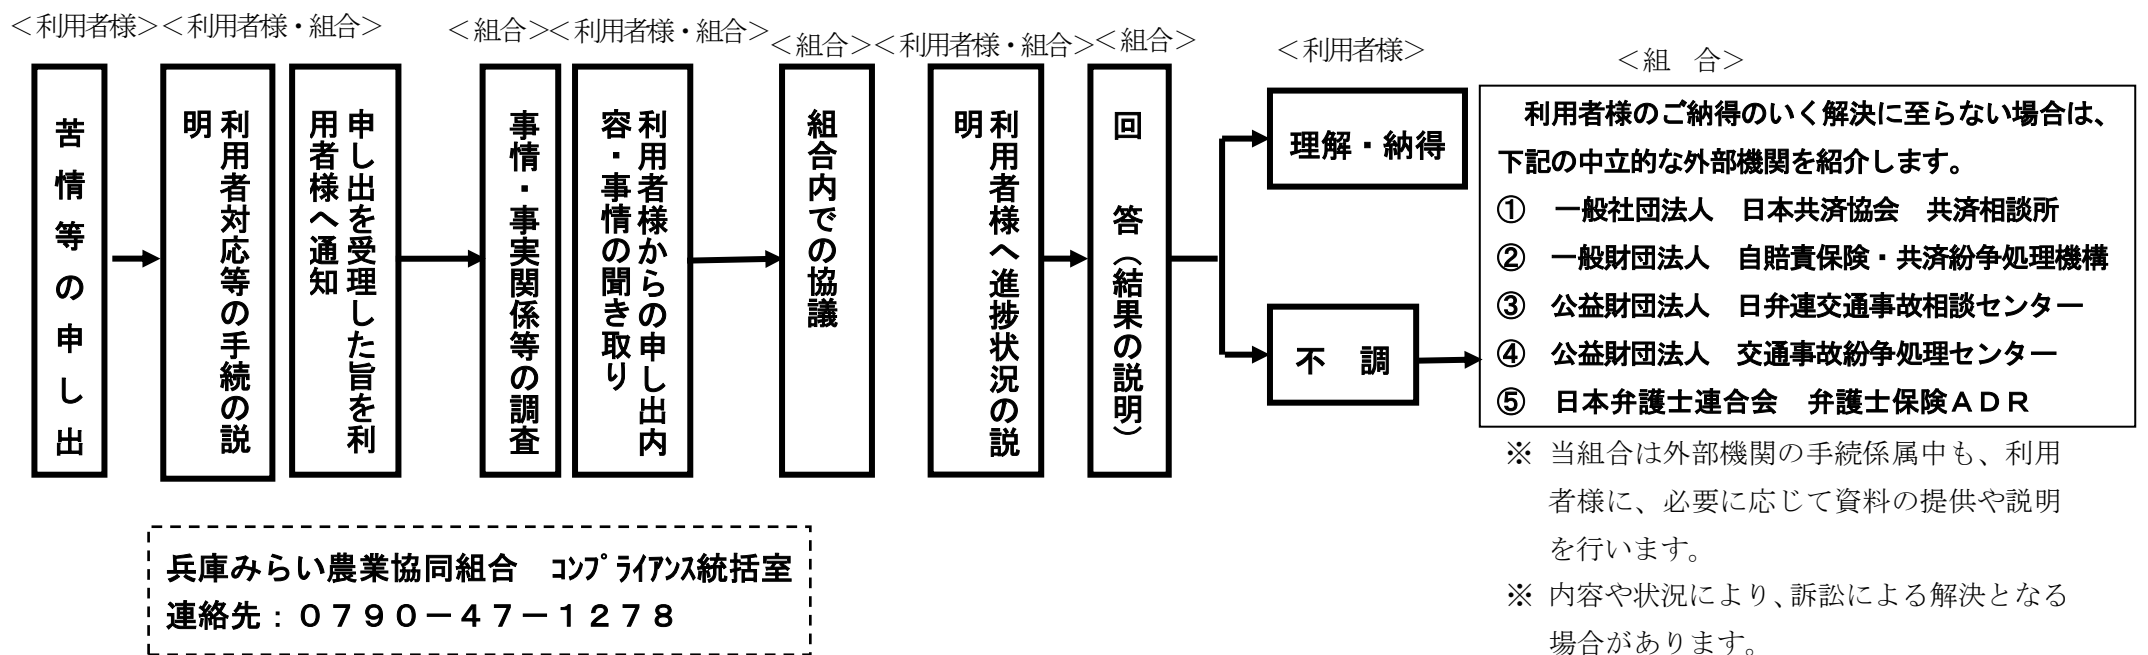 ＜利用者様＞
＜利用者様・組合＞
＜組合＞
＜利用者様・組合＞
＜組合＞
＜利用者様・組合＞
＜組合＞
＜利用者様＞
＜組　合＞
苦情等の申し出
利用者対応等の手続の説
明
申し出を受理した旨を利
用者様へ通知
事情・事実関係等の調査
利用者様からの申し出内
容・事情の聞き取り
組合内での協議
利用者様へ進捗状況の説
明
回　答（結果の説明）
理解・納得
不　調
利用者様のご納得のいく解決に至らない場合は、
下記の中立的な外部機関を紹介します。
①　一般社団法人　日本共済協会　共済相談所
②　一般財団法人　自賠責保険・共済紛争処理機構
③　公益財団法人　日弁連交通事故相談センター
④　公益財団法人　交通事故紛争処理センター
⑤　日本弁護士連合会　弁護士保険ＡＤＲ
※ 当組合は外部機関の手続係属中も、利用
者様に、必要に応じて資料の提供や説明
を行います。
※ 内容や状況により、訴訟による解決となる
場合があります。
兵庫みらい農業協同組合　ｺﾝﾌﾟﾗｲｱﾝｽ統括室
連絡先：０７９０－４７－１２７８